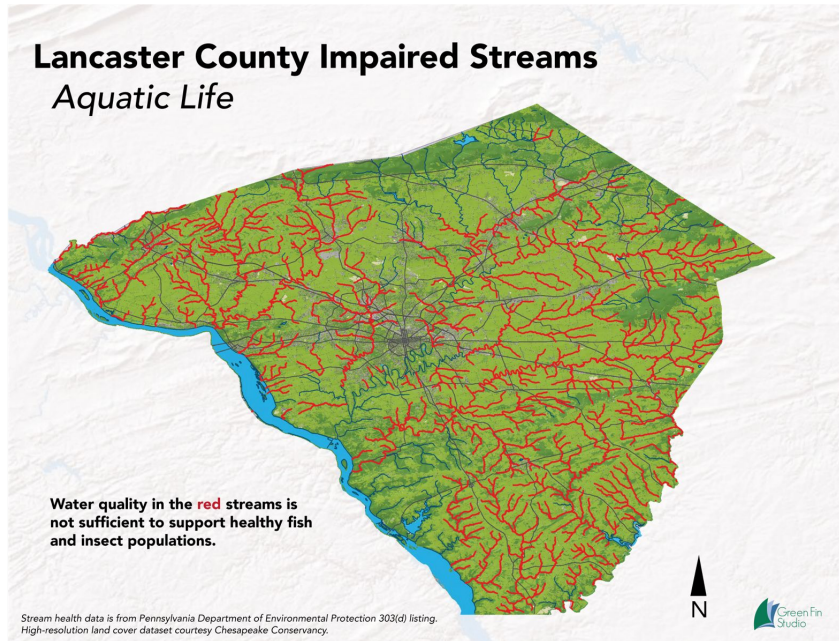 Lancaster County Impaired Streams
Aquatic Life
Water quality in the red streams is
not sufficient to support healthy fish
and insect populations.
N
Stream health data is from Pennsylvania Department of Environmental Protection 303(d) listing.
High-resolution land cover dataset courtesy Chesapeake Conservancy.
Green Fin
Studio